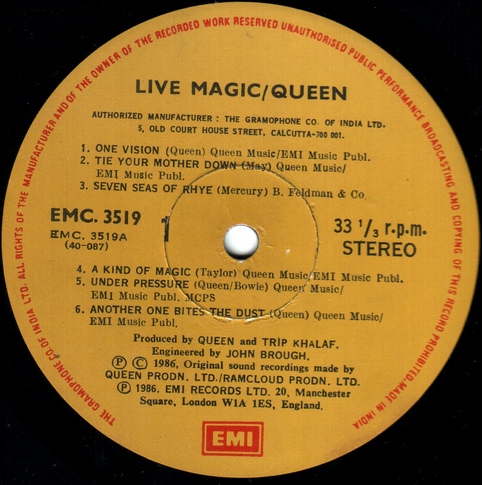 THE GRAMOPHONE CO. OF INDIA LTD. ALL RIGHTS OF THE MANUFACTURER AND OF THE OWNER OF THE RECORDED WORK RESERVED UNAUTHORISED PUBLIC PERFORMANCE BROADCASTING AND COPYING OF THIS RECORD PROHIBITED-MADE IN INDIA
LIVE MAGIC/QUEEN
AUTHORIZED MANUFACTURER : THE GRAMOPHONE CO. OF INDIA LTD.
5, OLD COURT HOUSE STREET, CALCUTTA-700 001.
1. ONE VISION (Queen) Queen Music/EMI Music Publ.
2. TIE YOUR MOTHER DOWN (May) Queen Music/
EMI Music Publ.
3. SEVEN SEAS OF RHYE (Mercury) B. Feldman & Co.
EMC. 3519
EMC. 3519A
(40-087)
1
33 1/3 r.p.m.
STEREO
4. A KIND OF MAGIC (Taylor) Queen Music/EMI Music Publ.
5. UNDER PRESSURE (Queen/Bowie) Queen Music/
EMI Music Publ. MCPS
6. ANOTHER ONE BITES THE DUST (Queen) Queen Music/
EMI Music Publ.
Produced by QUEEN and TRIP KHALAF.
Engineered by JOHN BROUGH.
Ⓟ © 1986, Original sound recordings made by
QUEEN PRODN. LTD./RAMCLOUD PRODN. LTD.
Ⓟ 1986, EMI RECORDS LTD. 20, Manchester
Square, London W1A 1ES, England.
EMI